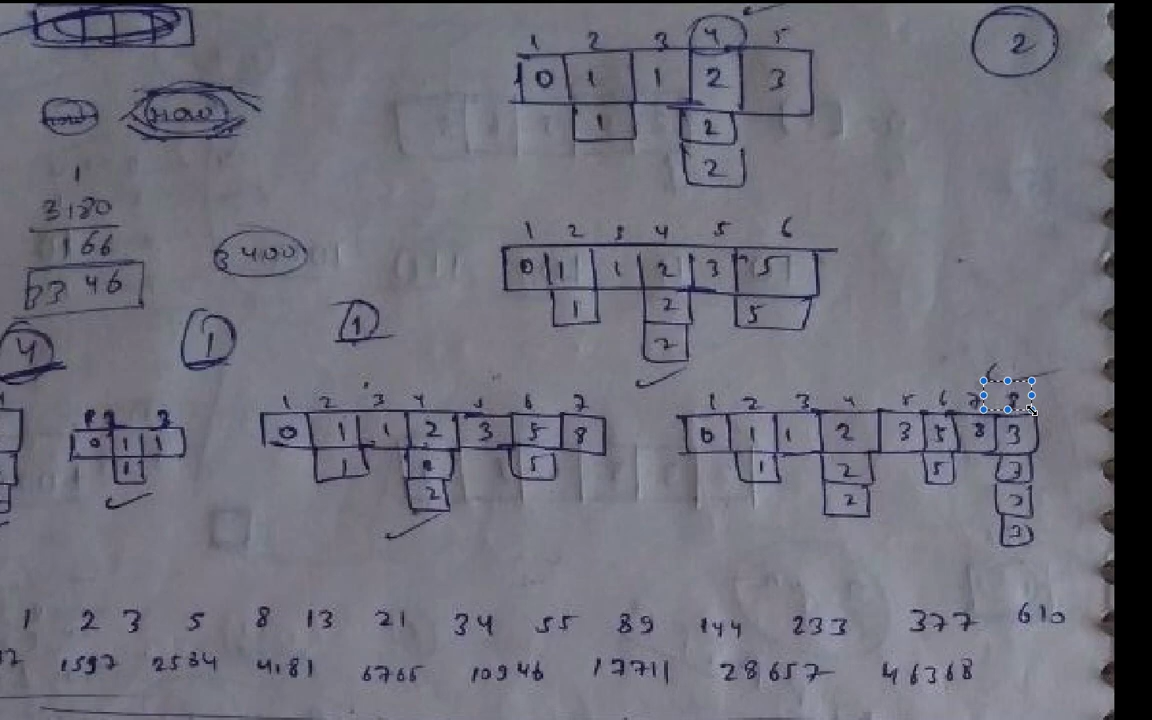 1 2 3 4 5
2
0 1 1 2 3
1 2
2
1
3180
166
3346
3400
1 2 3 4 5 6
0 1 1 2 3 5
1 2 5
2
4 1 1
1 2 3 4 5 6 7
1 2 3 4 5 6 7 8
0 1 1
0 1 1 2 3 5 8
0 1 1 2 3 5 8 3
1
1 5
1 2 5 3
2
2 3
3
1 2 3 5 8 13 21 34 55 89 144 233 377 610
1597 2534 4181 6765 10946 17711 28657 46368